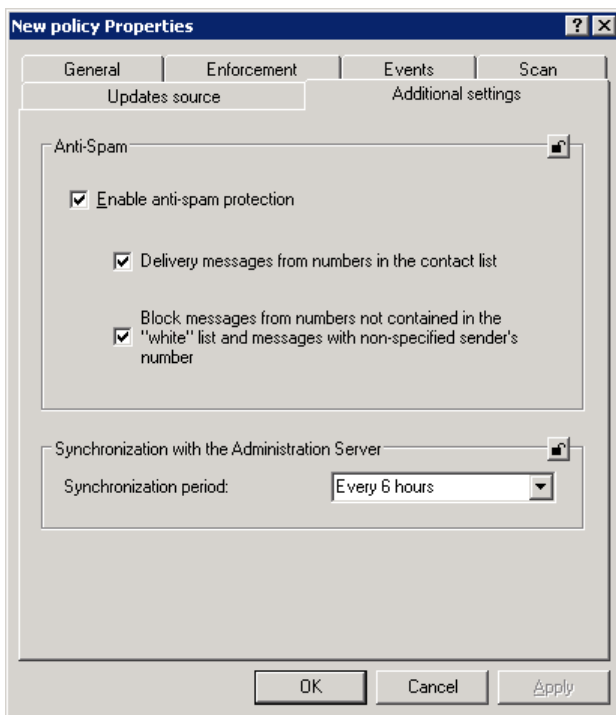 New policy Properties
General Enforcement Events Scan
Updates source Additional settings
Anti-Spam
Enable anti-spam protection
Delivery messages from numbers in the contact list
Block messages from numbers not contained in the
"white" list and messages with non-specified sender's
number
Synchronization with the Administration Server
Synchronization period: Every 6 hours
OK Cancel Apply